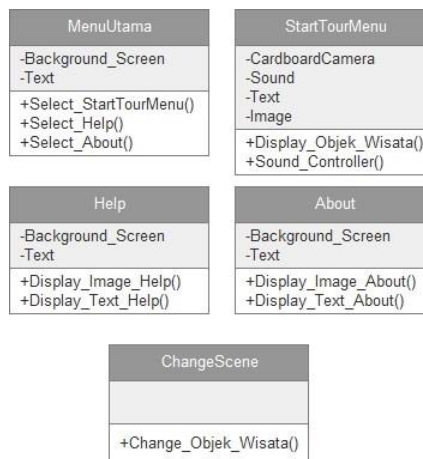 MenuUtama
-Background_Screen
-Text
+Select_StartTourMenu()
+Select_Help()
+Select_About()
StartTourMenu
-CardboardCamera
-Sound
-Text
-Image
+Display_Objek_Wisata()
+Sound_Controller()
Help
-Background_Screen
-Text
+Display_Image_Help()
+Display_Text_Help()
About
-Background_Screen
-Text
+Display_Image_About()
+Display_Text_About()
ChangeScene
+Change_Objek_Wisata()